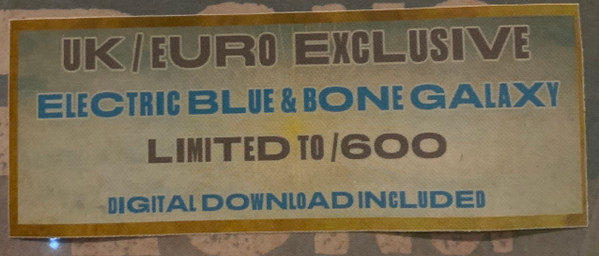 UK/EURO EXCLUSIVE
ELECTRIC BLUE & BONE GALAXY
LIMITED TO /600
DIGITAL DOWNLOAD INCLUDED